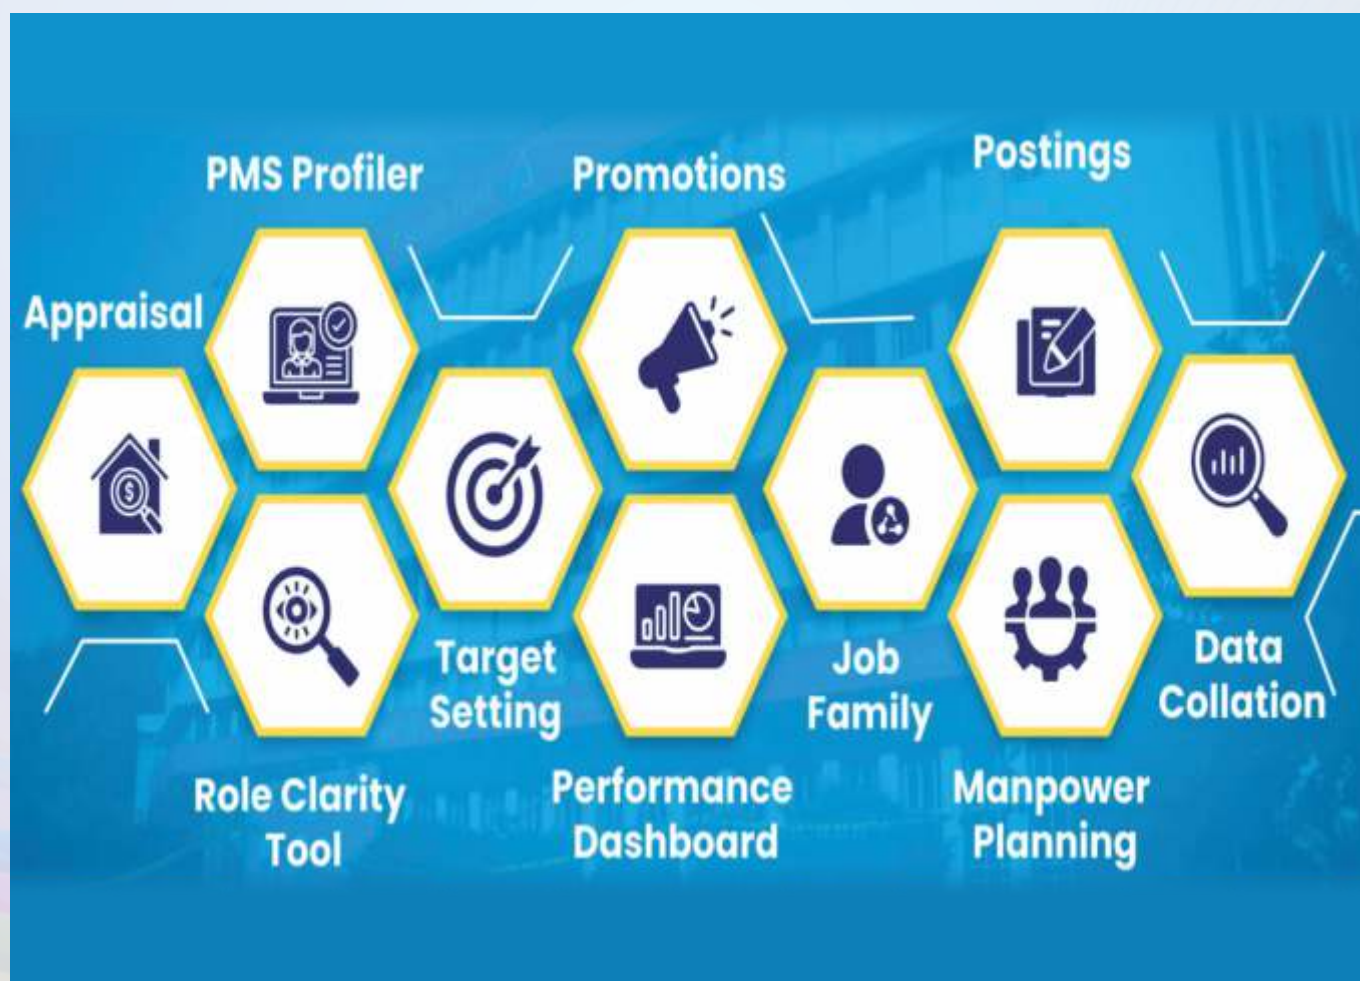 PMS Profiler
Promotions
Postings
Appraisal
Target
Setting
Job
Family
Data
Collation
Role Clarity
Tool
Performance
Dashboard
Manpower
Planning